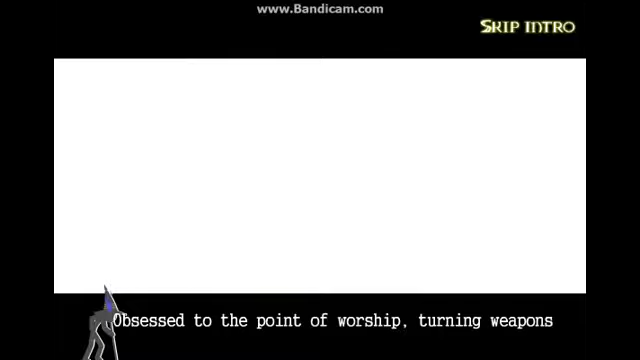 www.Bandicam.com
Skip intro
Obsessed to the point of worship, turning weapons